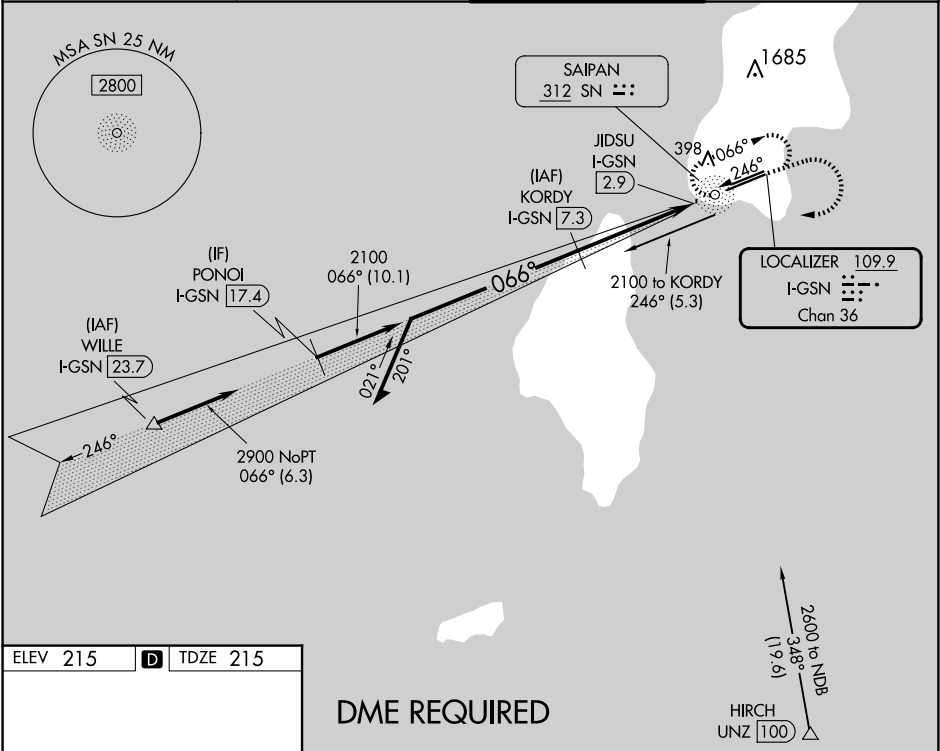 MSA SN 25 NM
2800
1685
SAIPAN
312 SN
JIDSU
I-GSN
2.9
398
066°
246°
(IAF)
KORDY
I-GSN 7.3
(IF)
PONOI
I-GSN 17.4
2100
066° (10.1)
066°
2100 to KORDY
246° (5.3)
LOCALIZER 109.9
I-GSN
Chan 36
(IAF)
WILLE
I-GSN 23.7
021°
201°
246°
2900 NoPT
066° (6.3)
2600 to NDB
348°
(19.6)
HIRCH
UNZ 100
ELEV 215 D TDZE 215
DME REQUIRED